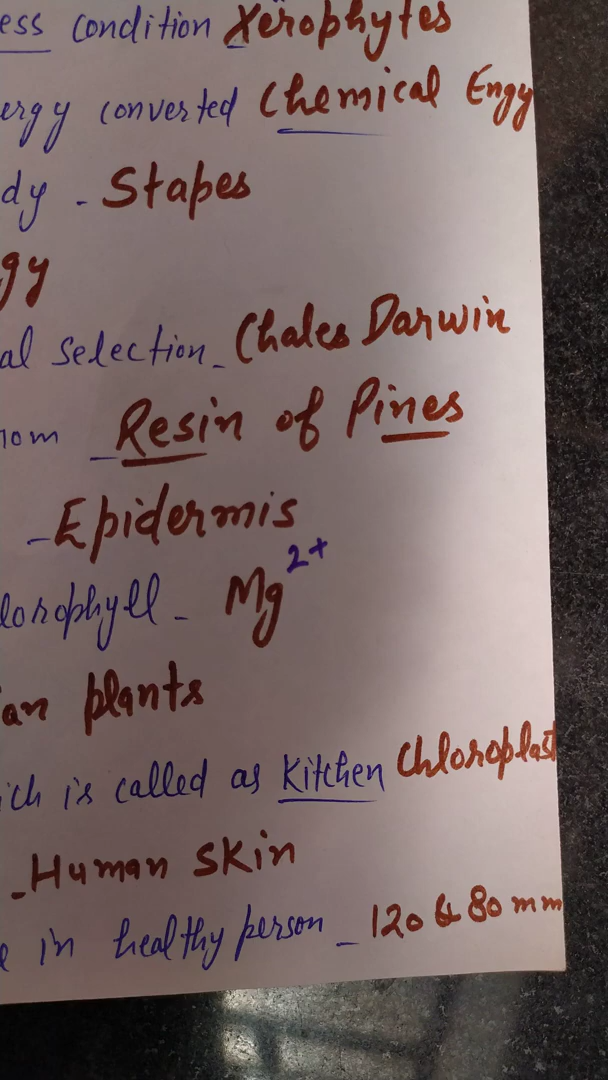 ess condition Xerophytes
ergy converted Chemical Engy
dy - Stapes
gy
al selection - Chales Darwin
rom - Resin of Pines
- Epidermis
lorophyll - Mg2+
an plants
ich is called as Kitchen Chloroplast
- Human skin
e in healthy person - 120 & 80 mm